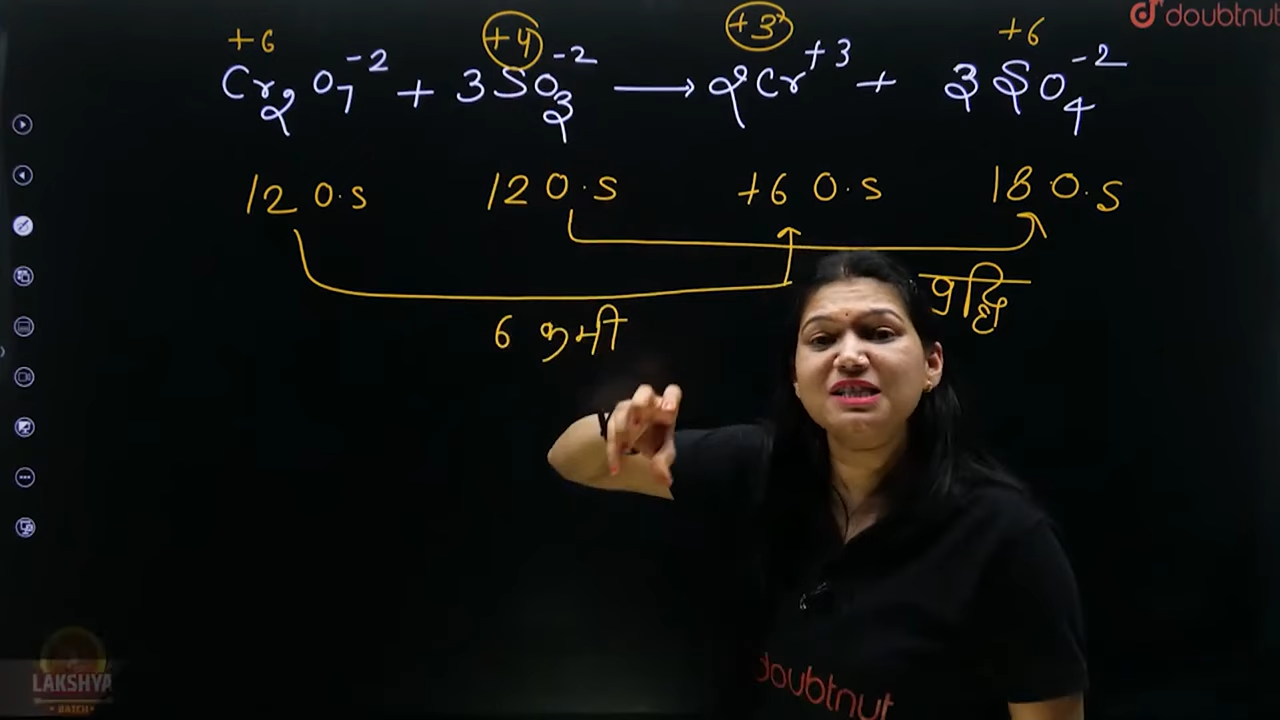 doubtnut
+6 +4 +3 +6
Cr₂O₇⁻² + 3SO₃⁻² ⟶ 2Cr⁺³ + 3SO₄⁻²
12 O.S 12 O.S +6 O.S 18 O.S
वृद्धि
6 कमी
doubtnut
LAKSHYA
BATCH